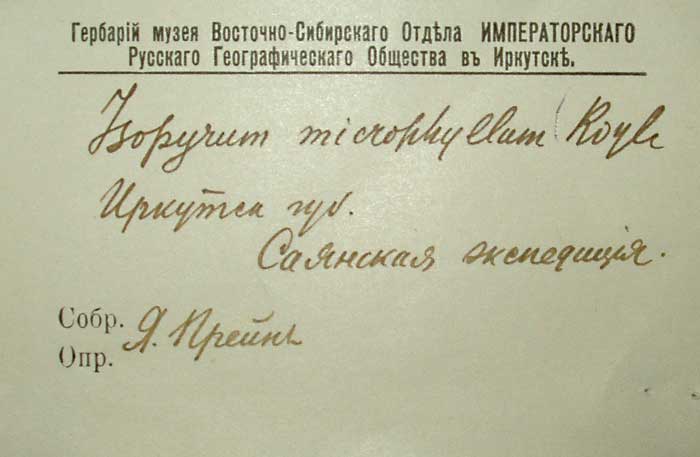 Гербарій музея Восточно-Сибирскаго Отдѣла ИМПЕРАТОРСКАГО
Русскаго Географическаго Общества въ Иркутскѣ.
Isopyrum microphyllum Royle
Иркутск губ.
Саянская экспедиція.
Собр. Я. Прейнъ
Опр.